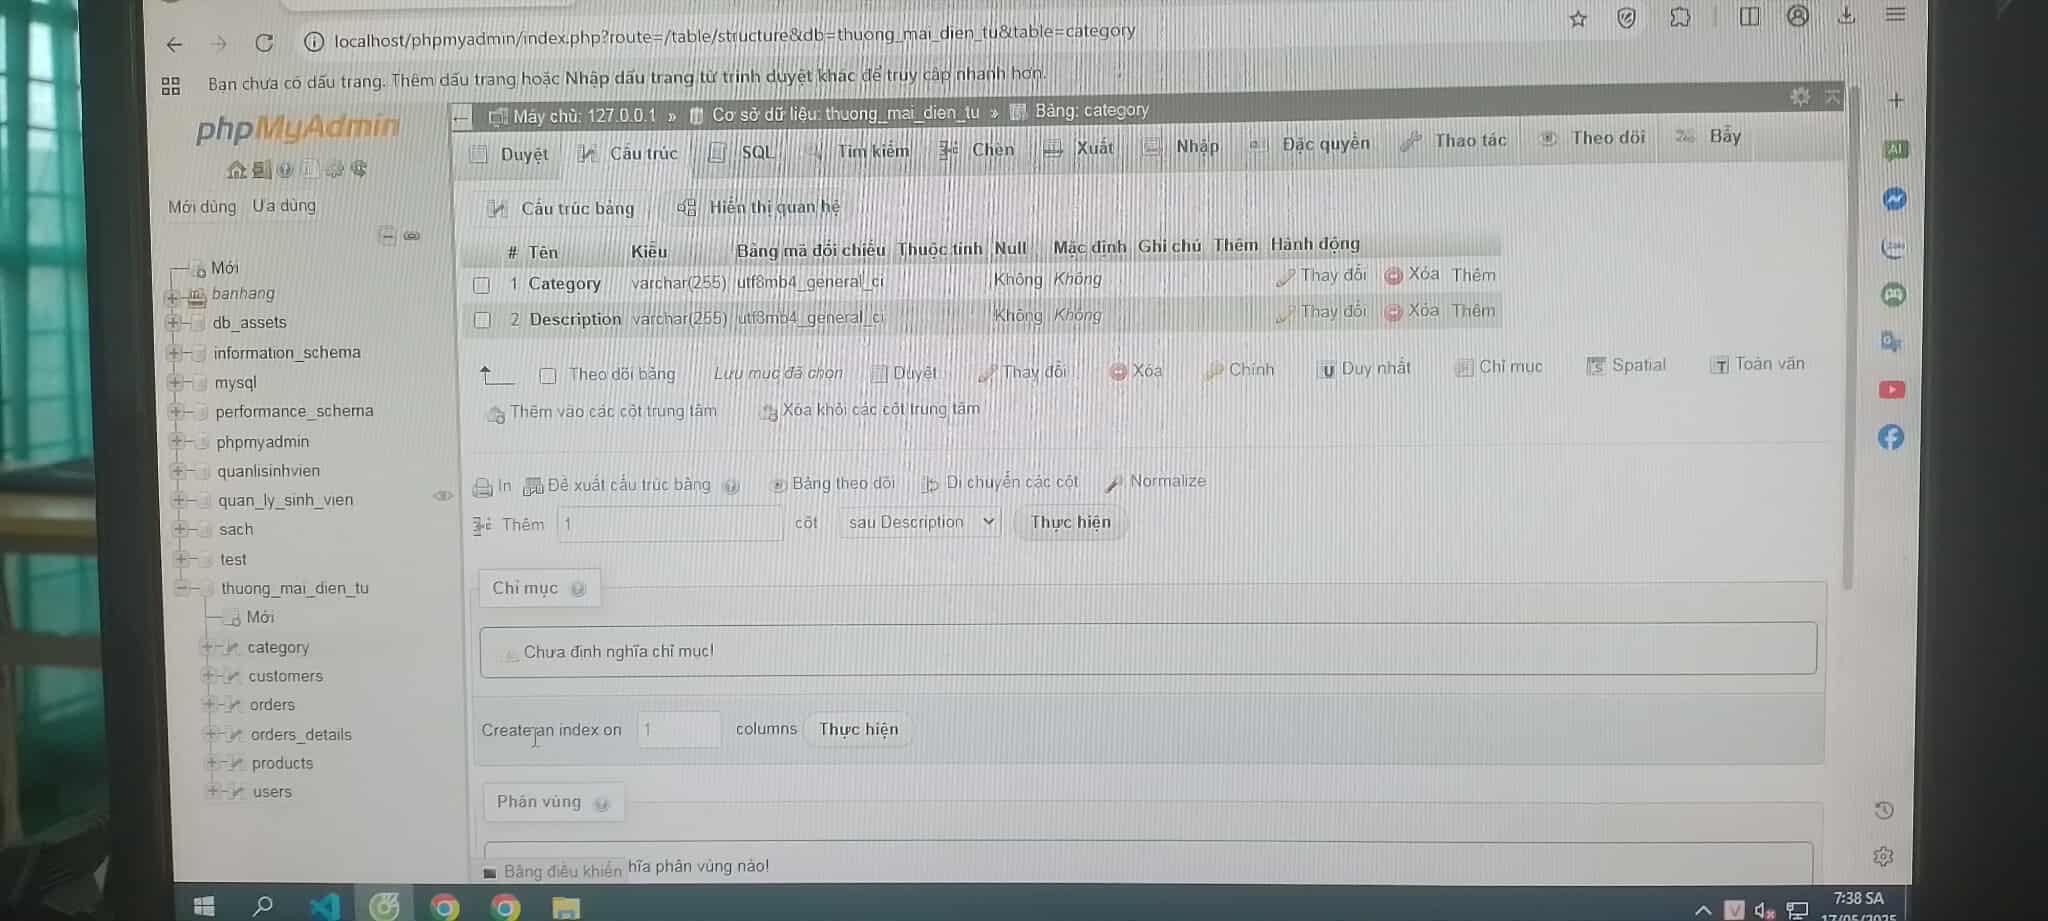 localhost/phpmyadmin/index.php?route=/table/structure&db=thuong_mai_dien_tu&table=category
Bạn chưa có dấu trang. Thêm dấu trang hoặc Nhập dấu trang từ trình duyệt khác để truy cập nhanh hơn.
phpMyAdmin
Mới dùng Ưa dùng
Mới
banhang
db_assets
information_schema
mysql
performance_schema
phpmyadmin
quanlisinhvien
quan_ly_sinh_vien
sach
test
thuong_mai_dien_tu
Mới
category
customers
orders
orders_details
products
users
Máy chủ: 127.0.0.1 » Cơ sở dữ liệu: thuong_mai_dien_tu » Bảng: category
Duyệt Cấu trúc SQL Tìm kiếm Chèn Xuất Nhập Đặc quyền Thao tác Theo dõi Bẫy
Cấu trúc bảng Hiển thị quan hệ
# Tên Kiểu Bảng mã đối chiếu Thuộc tính Null Mặc định Ghi chú Thêm Hành động
1 Category varchar(255) utf8mb4_general_ci Không Không Thay đổi Xóa Thêm
2 Description varchar(255) utf8mb4_general_ci Không Không Thay đổi Xóa Thêm
Theo dõi bảng Lưu mục đã chọn Duyệt Thay đổi Xóa Chính Duy nhất Chỉ mục Spatial Toàn văn
Thêm vào các cột trung tâm Xóa khỏi các cột trung tâm
In Đề xuất cấu trúc bảng Bảng theo dõi Di chuyển các cột Normalize
Thêm 1 cột sau Description Thực hiện
Chỉ mục
Chưa định nghĩa chỉ mục!
Create an index on 1 columns Thực hiện
Phân vùng
Bảng điều khiển hĩa phân vùng nào!
AI
Zalo
7:38 SA
17/05/2025